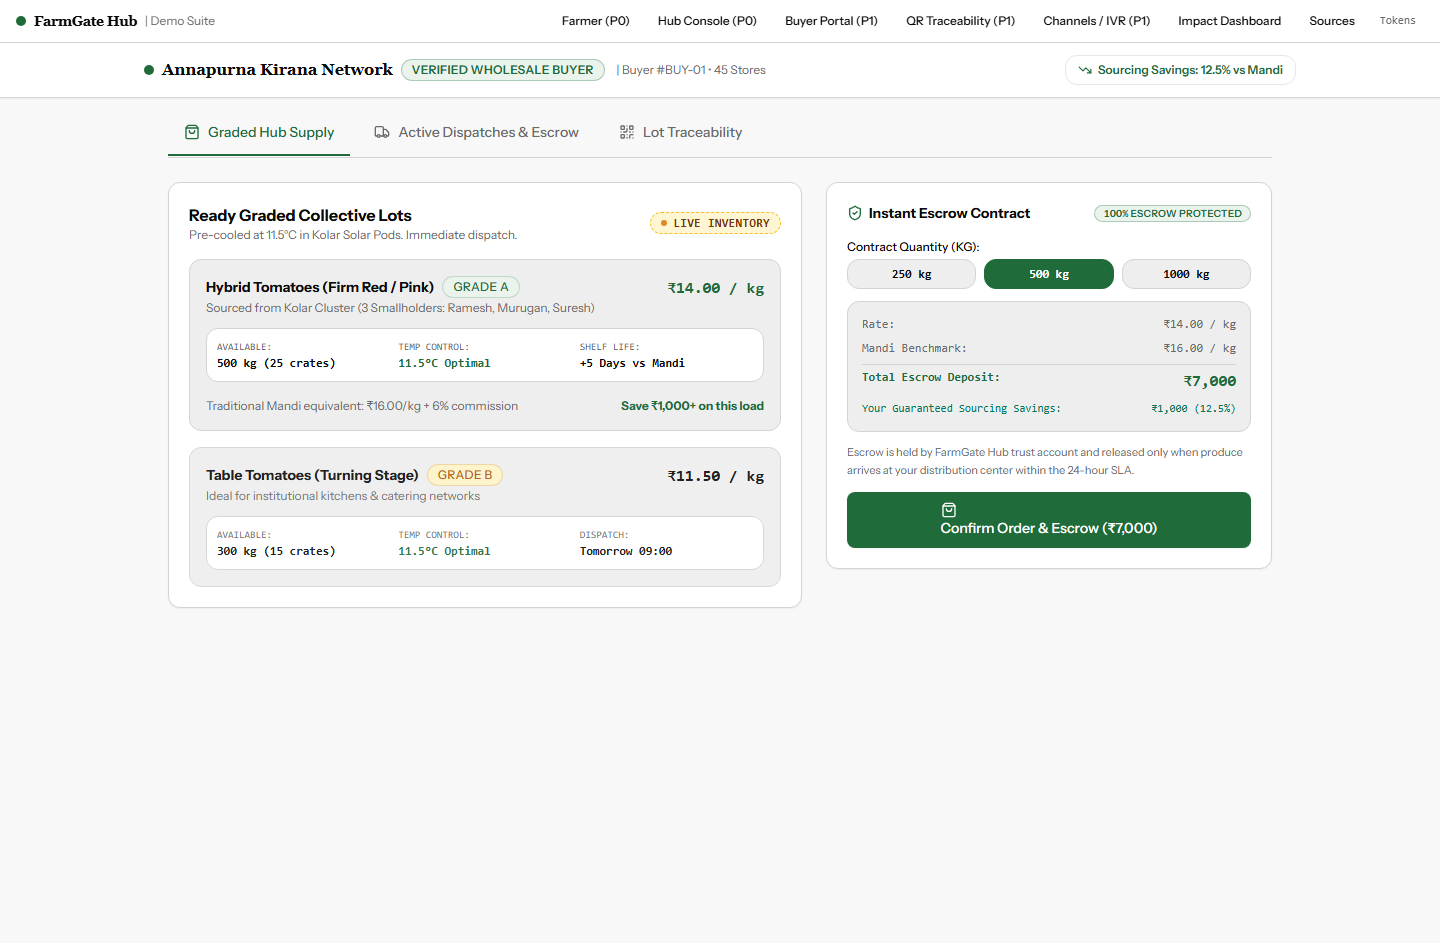 FarmGate Hub | Demo Suite
Farmer (P0) Hub Console (P0) Buyer Portal (P1) QR Traceability (P1) Channels / IVR (P1) Impact Dashboard Sources Tokens
Annapurna Kirana Network VERIFIED WHOLESALE BUYER | Buyer #BUY-01 · 45 Stores
Sourcing Savings: 12.5% vs Mandi
Graded Hub Supply Active Dispatches & Escrow Lot Traceability
Ready Graded Collective Lots
Pre-cooled at 11.5°C in Kolar Solar Pods. Immediate dispatch.
LIVE INVENTORY
Hybrid Tomatoes (Firm Red / Pink) GRADE A ₹14.00 / kg
Sourced from Kolar Cluster (3 Smallholders: Ramesh, Murugan, Suresh)
AVAILABLE: TEMP CONTROL: SHELF LIFE:
500 kg (25 crates) 11.5°C Optimal +5 Days vs Mandi
Traditional Mandi equivalent: ₹16.00/kg + 6% commission Save ₹1,000+ on this load
Table Tomatoes (Turning Stage) GRADE B ₹11.50 / kg
Ideal for institutional kitchens & catering networks
AVAILABLE: TEMP CONTROL: DISPATCH:
300 kg (15 crates) 11.5°C Optimal Tomorrow 09:00
Instant Escrow Contract 100% ESCROW PROTECTED
Contract Quantity (KG):
250 kg 500 kg 1000 kg
Rate: ₹14.00 / kg
Mandi Benchmark: ₹16.00 / kg
Total Escrow Deposit: ₹7,000
Your Guaranteed Sourcing Savings: ₹1,000 (12.5%)
Escrow is held by FarmGate Hub trust account and released only when produce
arrives at your distribution center within the 24-hour SLA.
Confirm Order & Escrow (₹7,000)